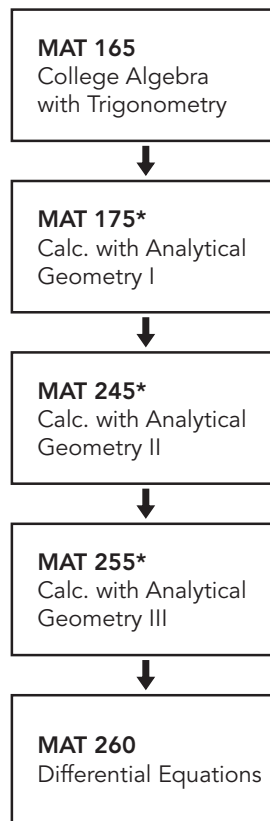 MAT 165
College Algebra
with Trigonometry
MAT 175*
Calc. with Analytical
Geometry I
MAT 245*
Calc. with Analytical
Geometry II
MAT 255*
Calc. with Analytical
Geometry III
MAT 260
Differential Equations